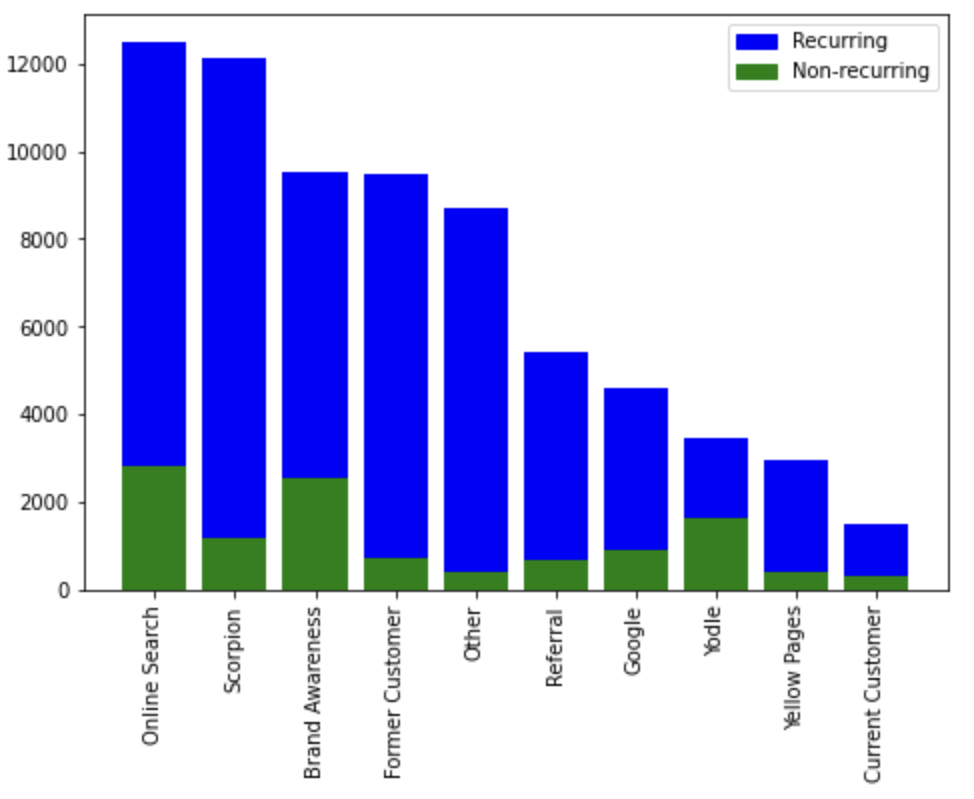 Recurring
Non-recurring
12000
10000
8000
6000
4000
2000
0
Online Search
Scorpion
Brand Awareness
Former Customer
Other
Referral
Google
Yodle
Yellow Pages
Current Customer